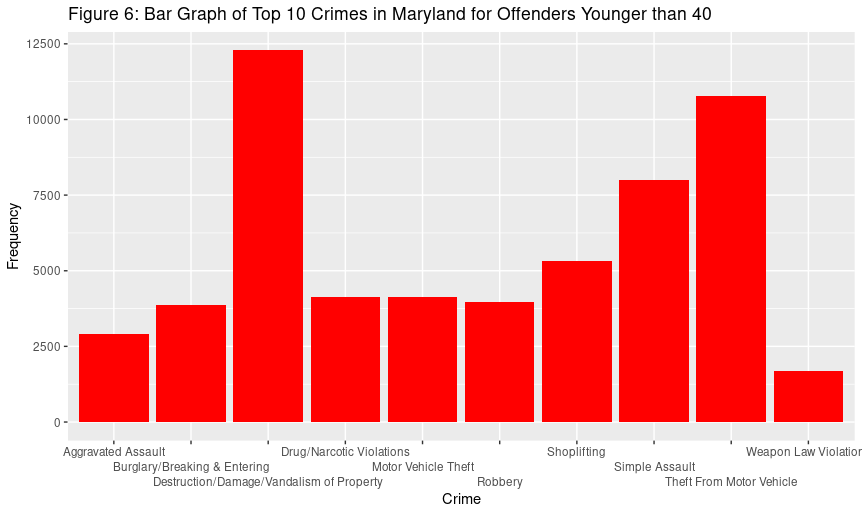 Figure 6: Bar Graph of Top 10 Crimes in Maryland for Offenders Younger than 40
12500
10000
7500
5000
2500
0
Frequency
Aggravated Assault
Drug/Narcotic Violations
Shoplifting
Weapon Law Violation
Burglary/Breaking & Entering
Motor Vehicle Theft
Simple Assault
Destruction/Damage/Vandalism of Property
Robbery
Theft From Motor Vehicle
Crime